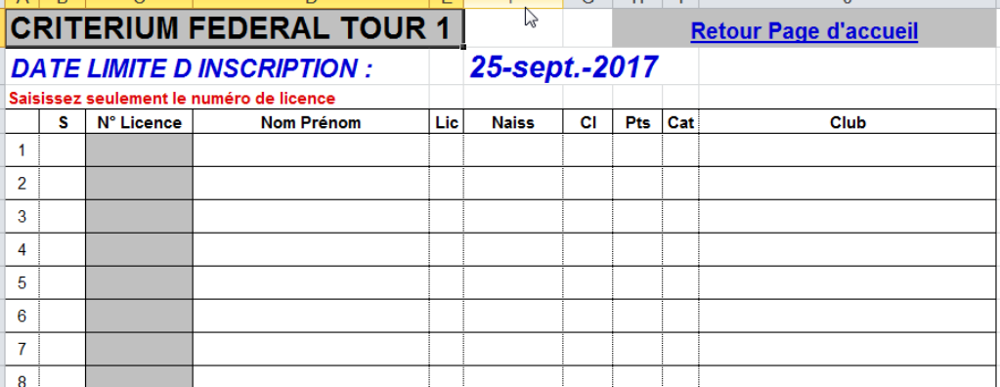 CRITERIUM FEDERAL TOUR 1 Retour Page d'accueil
DATE LIMITE D INSCRIPTION : 25-sept.-2017
Saisissez seulement le numéro de licence
S N° Licence Nom Prénom Lic Naiss Cl Pts Cat Club
1
2
3
4
5
6
7
8